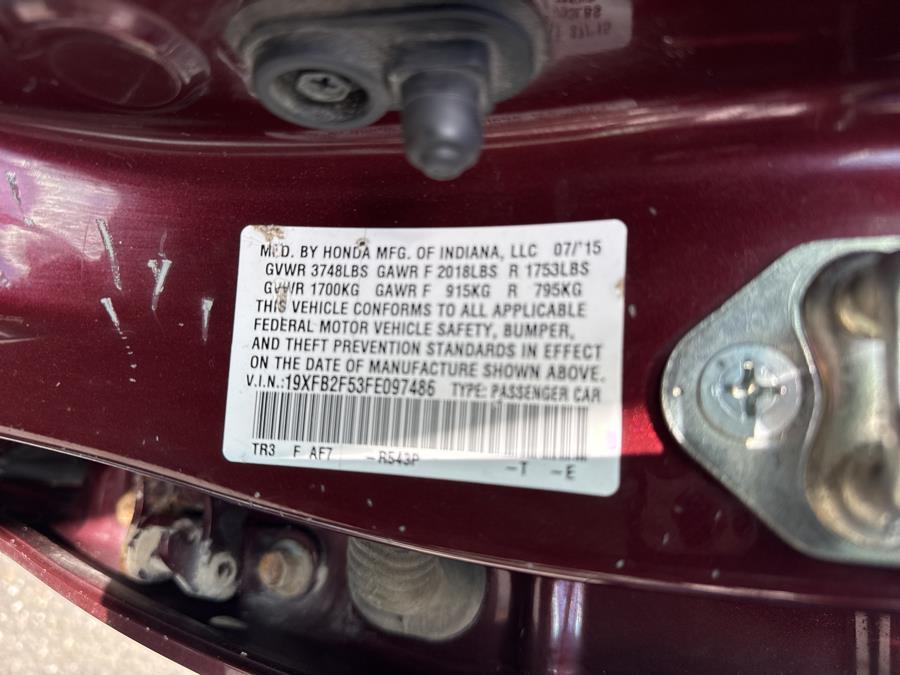 MFD. BY HONDA MFG. OF INDIANA, LLC 07/'15
GVWR 3748LBS GAWR F 2018LBS R 1753LBS
GVWR 1700KG GAWR F 915KG R 795KG
THIS VEHICLE CONFORMS TO ALL APPLICABLE
FEDERAL MOTOR VEHICLE SAFETY, BUMPER,
AND THEFT PREVENTION STANDARDS IN EFFECT
ON THE DATE OF MANUFACTURE SHOWN ABOVE.
V.I.N.:19XFB2F53FE097486 TYPE: PASSENGER CAR
TR3 F AF7 -R543P -T -E